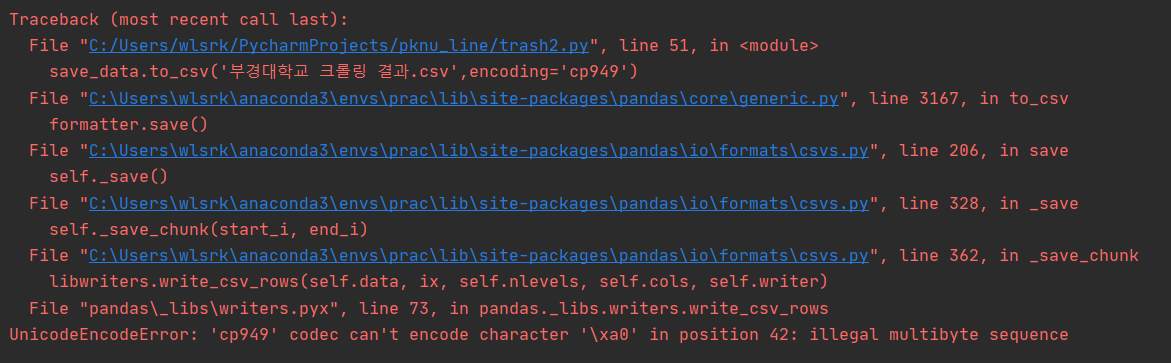 Traceback (most recent call last):
File "C:/Users/wlsrk/PycharmProjects/pknu_line/trash2.py", line 51, in <module>
save_data.to_csv('부경대학교 크롤링 결과.csv',encoding='cp949')
File "C:\Users\wlsrk\anaconda3\envs\prac\lib\site-packages\pandas\core\generic.py", line 3167, in to_csv
formatter.save()
File "C:\Users\wlsrk\anaconda3\envs\prac\lib\site-packages\pandas\io\formats\csvs.py", line 206, in save
self._save()
File "C:\Users\wlsrk\anaconda3\envs\prac\lib\site-packages\pandas\io\formats\csvs.py", line 328, in _save
self._save_chunk(start_i, end_i)
File "C:\Users\wlsrk\anaconda3\envs\prac\lib\site-packages\pandas\io\formats\csvs.py", line 362, in _save_chunk
libwriters.write_csv_rows(self.data, ix, self.nlevels, self.cols, self.writer)
File "pandas\_libs\writers.pyx", line 73, in pandas._libs.writers.write_csv_rows
UnicodeEncodeError: 'cp949' codec can't encode character '\xa0' in position 42: illegal multibyte sequence